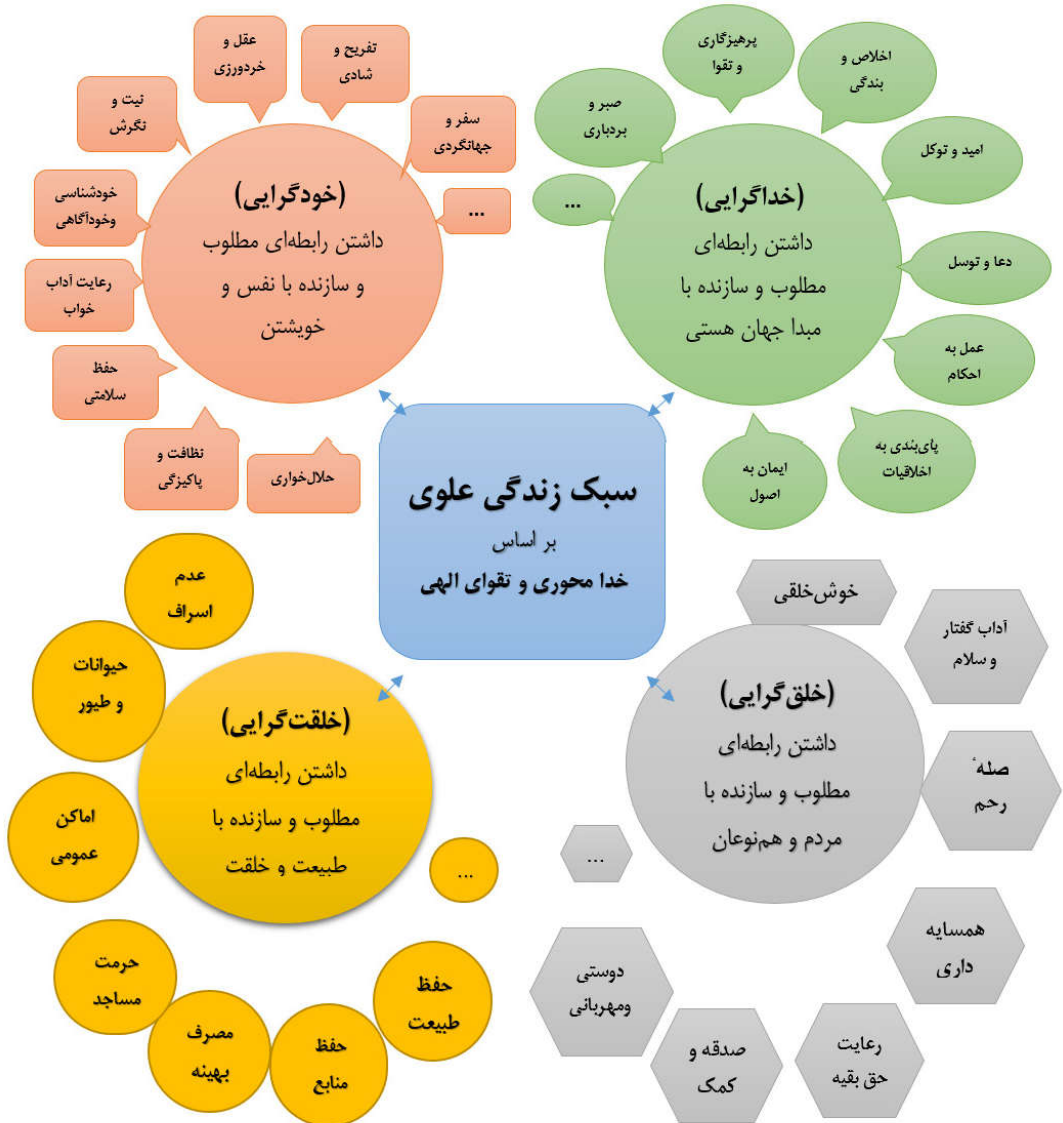 سبک زندگی علوی
بر اساس
خدا محوری و تقوای الهی
(خداگرایی)
داشتن رابطه‌ای
مطلوب و سازنده با
مبدا جهان هستی
پرهیزگاری
و تقوا
اخلاص و
بندگی
امید و توکل
دعا و توسل
عمل به
احکام
پای‌بندی به
اخلاقیات
ایمان به
اصول
صبر و
بردباری
...
(خودگرایی)
داشتن رابطه‌ای مطلوب
و سازنده با نفس و
خویشتن
سفر و
جهانگردی
تفریح و
شادی
عقل و
خردورزی
نیت و
نگرش
خودشناسی
وخودآگاهی
رعایت آداب
خواب
حفظ
سلامتی
نظافت و
پاکیزگی
حلال‌خواری
...
(خلق‌گرایی)
داشتن رابطه‌ای
مطلوب و سازنده با
مردم و هم‌نوعان
خوش‌خلقی
آداب گفتار
و سلام
صلهٔ
رحم
همسایه
داری
رعایت
حق بقیه
صدقه و
کمک
دوستی
ومهربانی
...
(خلقت‌گرایی)
داشتن رابطه‌ای
مطلوب و سازنده با
طبیعت و خلقت
عدم
اسراف
حیوانات
و طیور
اماکن
عمومی
حرمت
مساجد
مصرف
بهینه
حفظ
منابع
حفظ
طبیعت
...